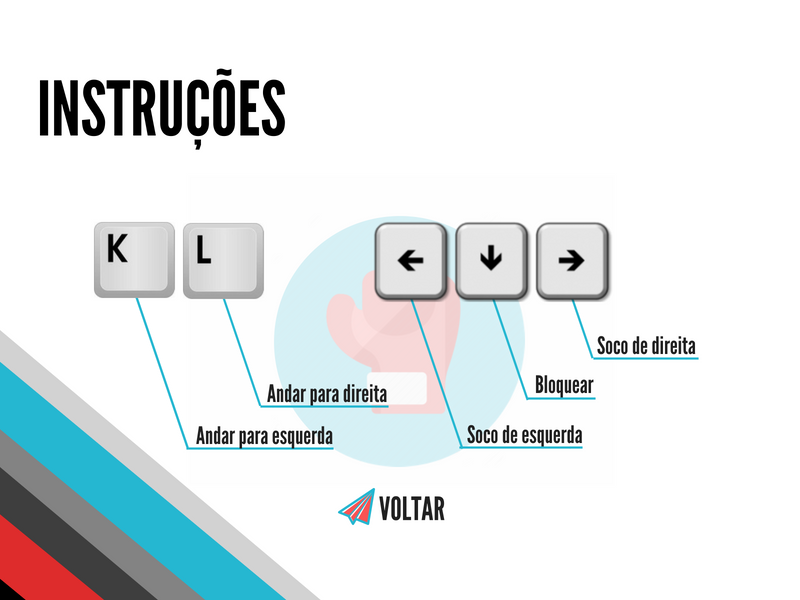 INSTRUÇÕES
K L ← ↓ →
Soco de direita
Bloquear
Andar para direita
Andar para esquerda
Soco de esquerda
VOLTAR